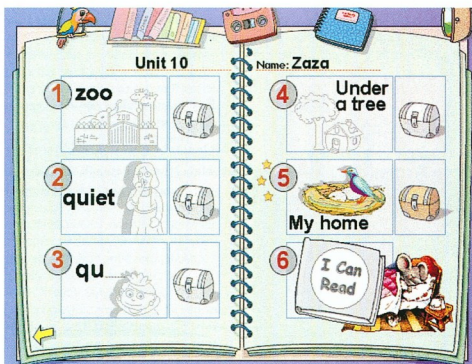 Unit 10
1 zoo
ZOO
2
quiet
3 qu......
Name: Zaza
4 Under
a tree
5
My home
6 I Can
Read